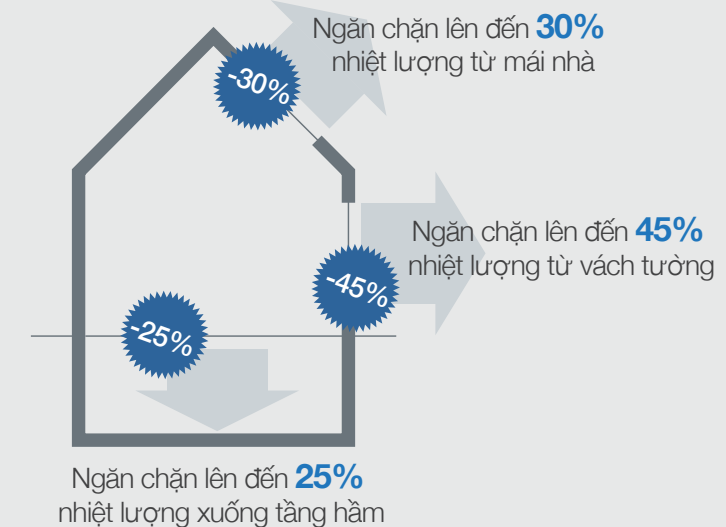 Ngăn chặn lên đến 30%
nhiệt lượng từ mái nhà
-30%
Ngăn chặn lên đến 45%
nhiệt lượng từ vách tường
-45%
-25%
Ngăn chặn lên đến 25%
nhiệt lượng xuống tầng hầm